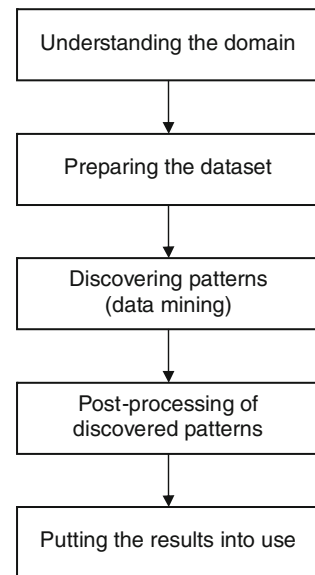 Understanding the domain
Preparing the dataset
Discovering patterns
(data mining)
Post-processing of
discovered patterns
Putting the results into use